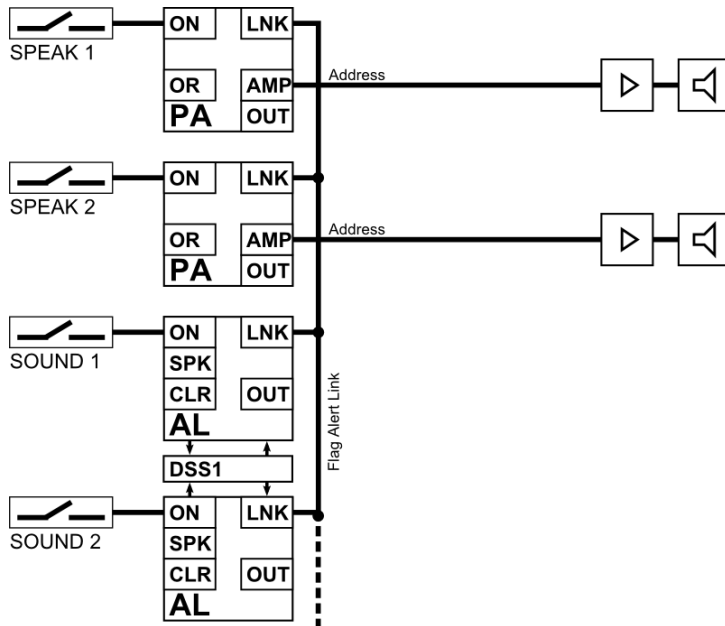 ON LNK
SPEAK 1
OR AMP Address
PA OUT
ON LNK
SPEAK 2
OR AMP Address
PA OUT
ON LNK
SOUND 1
SPK
CLR OUT
AL
Flag Alert Link
DSS1
ON LNK
SOUND 2
SPK
CLR OUT
AL